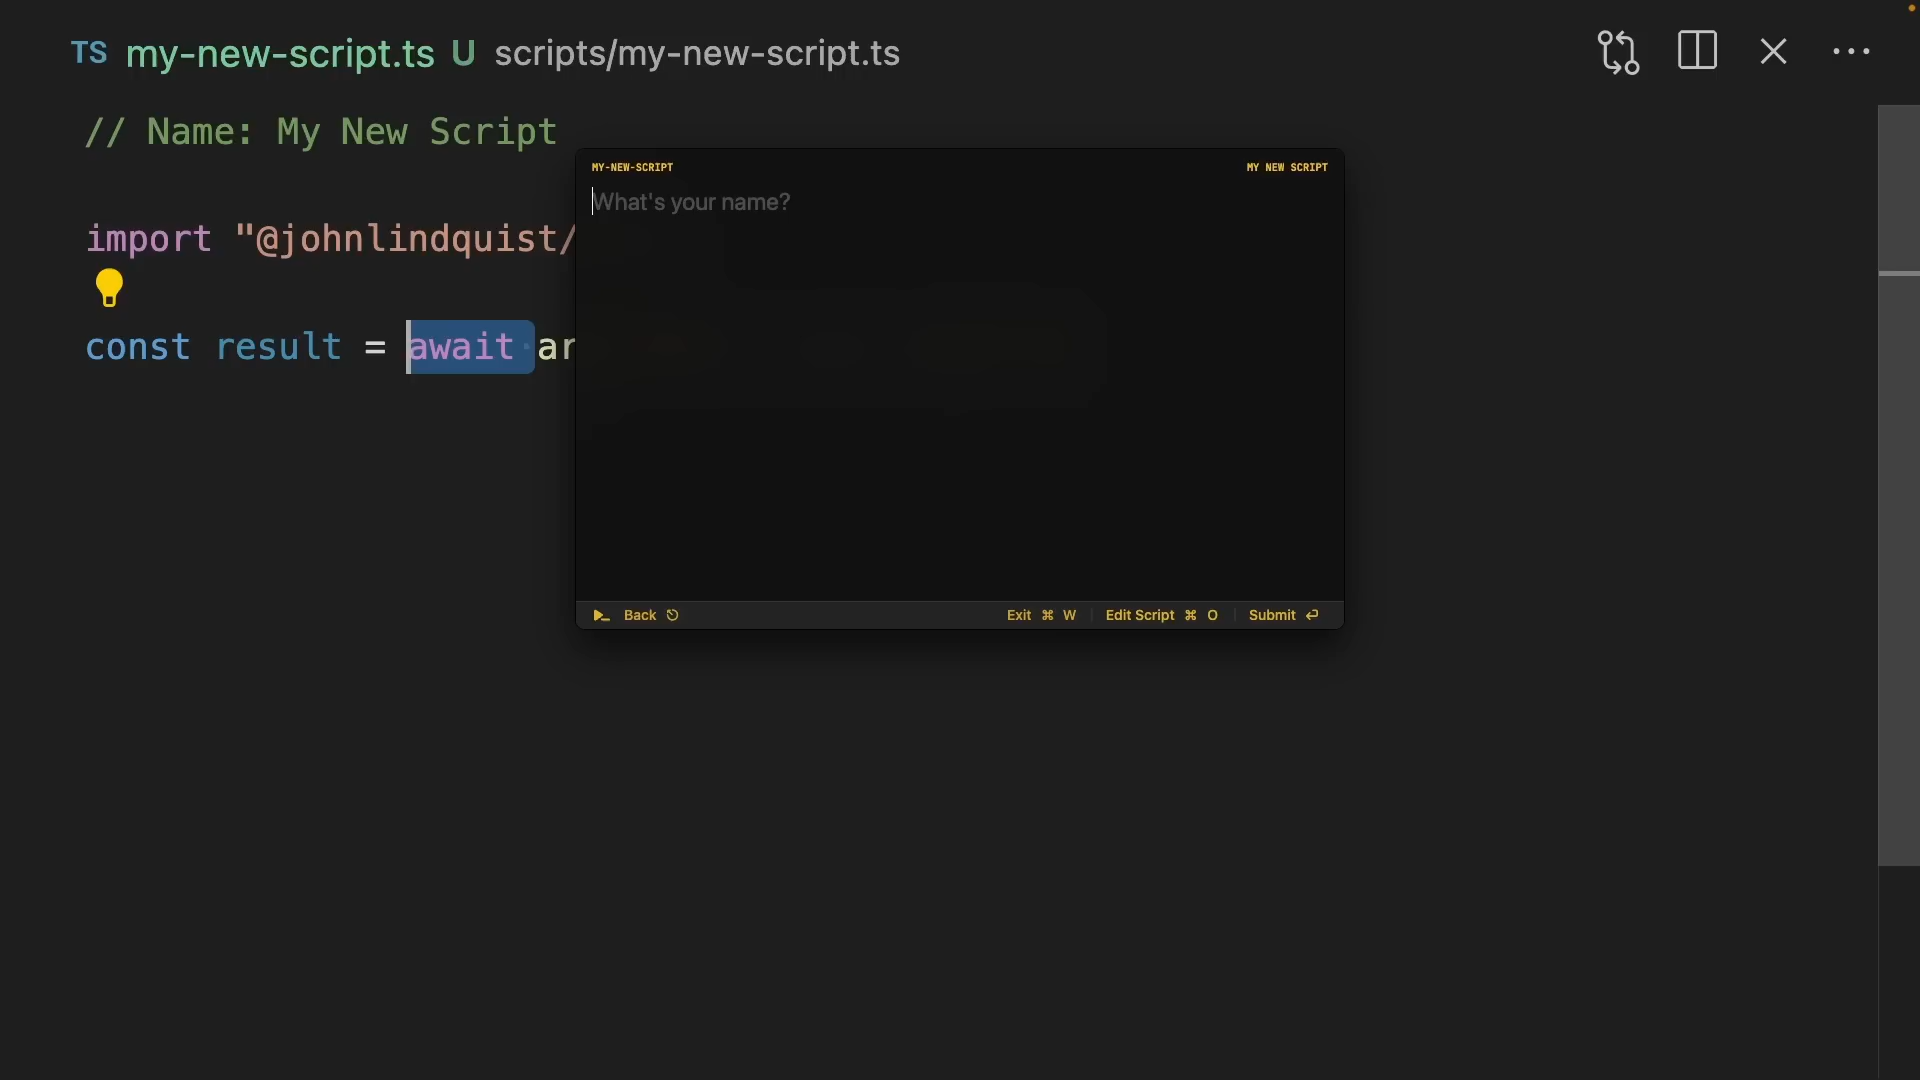 TS my-new-script.ts U scripts/my-new-script.ts
// Name: My New Script
MY-NEW-SCRIPT MY NEW SCRIPT
What's your name?
import "@johnlindquist/
const result = await ar
Back Exit ⌘ W Edit Script ⌘ O Submit ↵